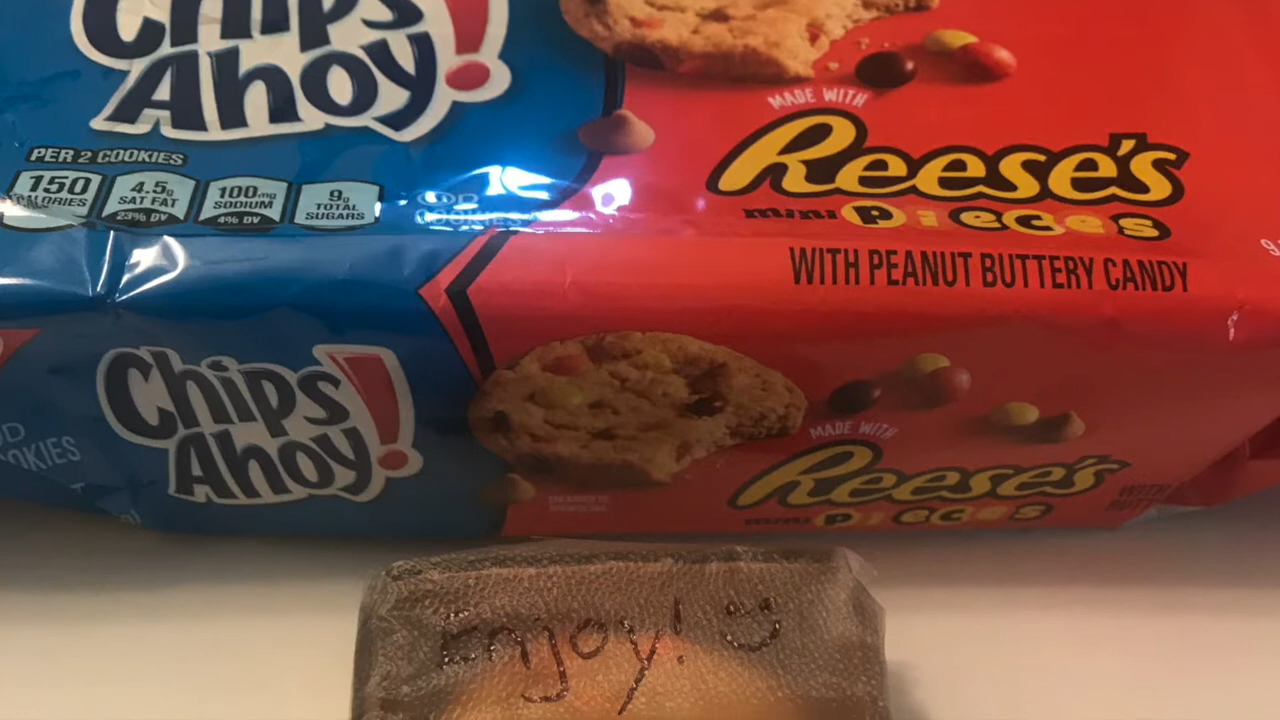 Chips
Ahoy!
PER 2 COOKIES
150
CALORIES
4.5g
SAT FAT
23% DV
100mg
SODIUM
4% DV
9g
TOTAL
SUGARS
COOKIES
MADE WITH
REESE'S
mini PiECES
WITH PEANUT BUTTERY CANDY
Chips
Ahoy!
MADE WITH
REESE'S
mini PiECES
Enjoy! :)